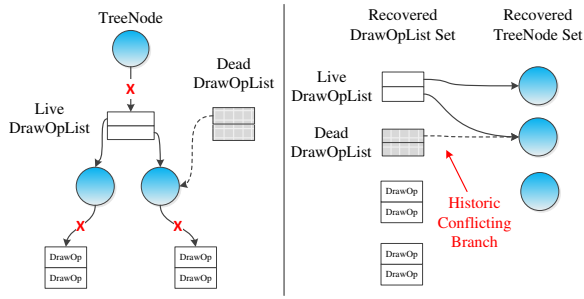 TreeNode
X
Dead
DrawOpList
Live
DrawOpList
X
X
DrawOp
DrawOp
DrawOp
DrawOp
Recovered
DrawOpList Set
Recovered
TreeNode Set
Live
DrawOpList
Dead
DrawOpList
Historic
Conflicting
Branch
DrawOp
DrawOp
DrawOp
DrawOp